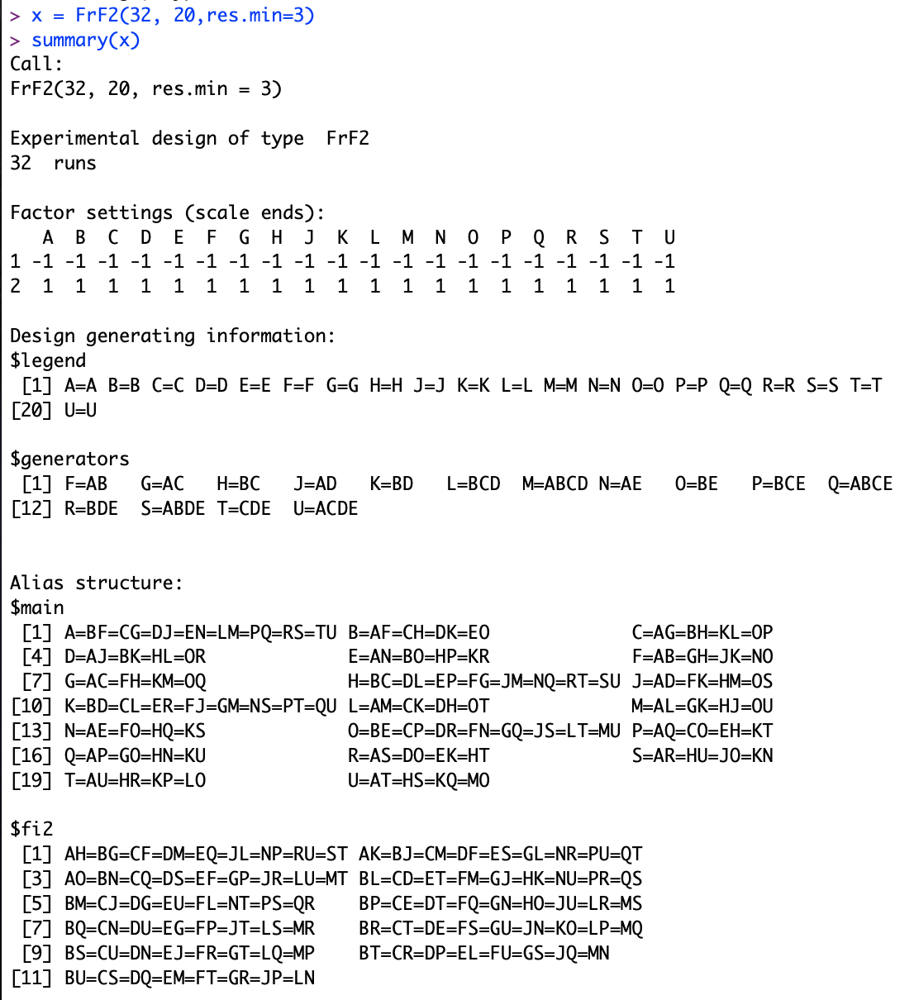 > x = FrF2(32, 20,res.min=3)
> summary(x)
Call:
FrF2(32, 20, res.min = 3)
Experimental design of type  FrF2
32  runs
Factor settings (scale ends):
   A  B  C  D  E  F  G  H  J  K  L  M  N  O  P  Q  R  S  T  U
1 -1 -1 -1 -1 -1 -1 -1 -1 -1 -1 -1 -1 -1 -1 -1 -1 -1 -1 -1 -1
2  1  1  1  1  1  1  1  1  1  1  1  1  1  1  1  1  1  1  1  1
Design generating information:
$legend
 [1] A=A B=B C=C D=D E=E F=F G=G H=H J=J K=K L=L M=M N=N O=O P=P Q=Q R=R S=S T=T
[20] U=U
$generators
 [1] F=AB   G=AC   H=BC   J=AD   K=BD   L=BCD  M=ABCD N=AE   O=BE   P=BCE  Q=ABCE
[12] R=BDE  S=ABDE T=CDE  U=ACDE
Alias structure:
$main
 [1] A=BF=CG=DJ=EN=LM=PQ=RS=TU B=AF=CH=DK=EO             C=AG=BH=KL=OP
 [4] D=AJ=BK=HL=OR             E=AN=BO=HP=KR             F=AB=GH=JK=NO
 [7] G=AC=FH=KM=OQ             H=BC=DL=EP=FG=JM=NQ=RT=SU J=AD=FK=HM=OS
[10] K=BD=CL=ER=FJ=GM=NS=PT=QU L=AM=CK=DH=OT             M=AL=GK=HJ=OU
[13] N=AE=FO=HQ=KS             O=BE=CP=DR=FN=GQ=JS=LT=MU P=AQ=CO=EH=KT
[16] Q=AP=GO=HN=KU             R=AS=DO=EK=HT             S=AR=HU=JO=KN
[19] T=AU=HR=KP=LO             U=AT=HS=KQ=MO
$fi2
 [1] AH=BG=CF=DM=EQ=JL=NP=RU=ST AK=BJ=CM=DF=ES=GL=NR=PU=QT
 [3] AO=BN=CQ=DS=EF=GP=JR=LU=MT BL=CD=ET=FM=GJ=HK=NU=PR=QS
 [5] BM=CJ=DG=EU=FL=NT=PS=QR    BP=CE=DT=FQ=GN=HO=JU=LR=MS
 [7] BQ=CN=DU=EG=FP=JT=LS=MR    BR=CT=DE=FS=GU=JN=KO=LP=MQ
 [9] BS=CU=DN=EJ=FR=GT=LQ=MP    BT=CR=DP=EL=FU=GS=JQ=MN
[11] BU=CS=DQ=EM=FT=GR=JP=LN